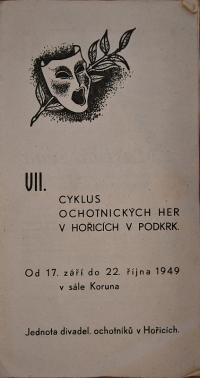 VII.
CYKLUS
OCHOTNICKÝCH HER
V HOŘICÍCH V PODKRK.
Od 17. září do 22. října 1949
v sále Koruna
Jednota divadel. ochotníků v Hořicích.